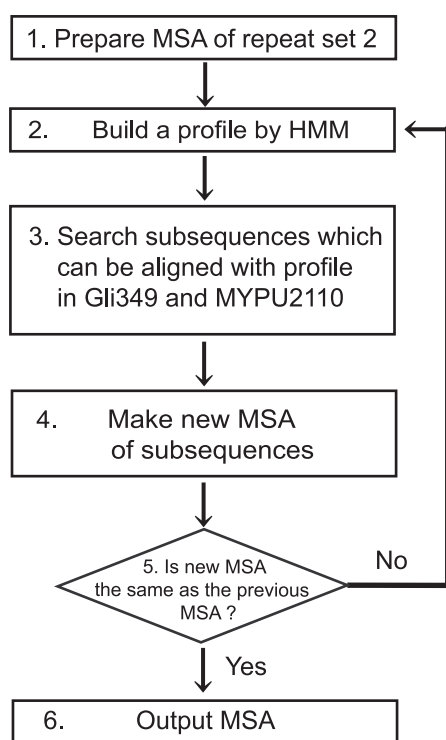 1. Prepare MSA of repeat set 2
2. Build a profile by HMM
3. Search subsequences which
can be aligned with profile
in Gli349 and MYPU2110
4. Make new MSA
of subsequences
5. Is new MSA
the same as the previous
MSA ?
No
Yes
6. Output MSA